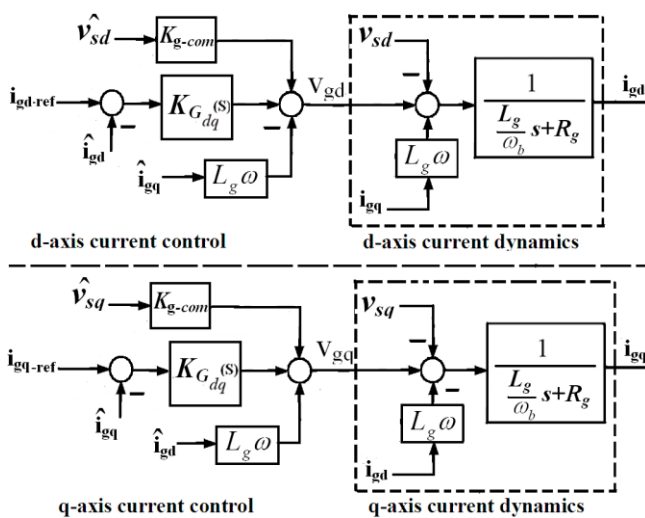 v̂sd
Kg-com
Vgd
vsd
igd-ref
KGdq(S)
1
igd
Lg/ωb s+Rg
îgd
îgq
Lgω
Lgω
igq
d-axis current control
d-axis current dynamics
v̂sq
Kg-com
Vgq
vsq
igq-ref
KGdq(S)
1
igq
Lg/ωb s+Rg
îgq
îgd
Lgω
Lgω
igd
q-axis current control
q-axis current dynamics